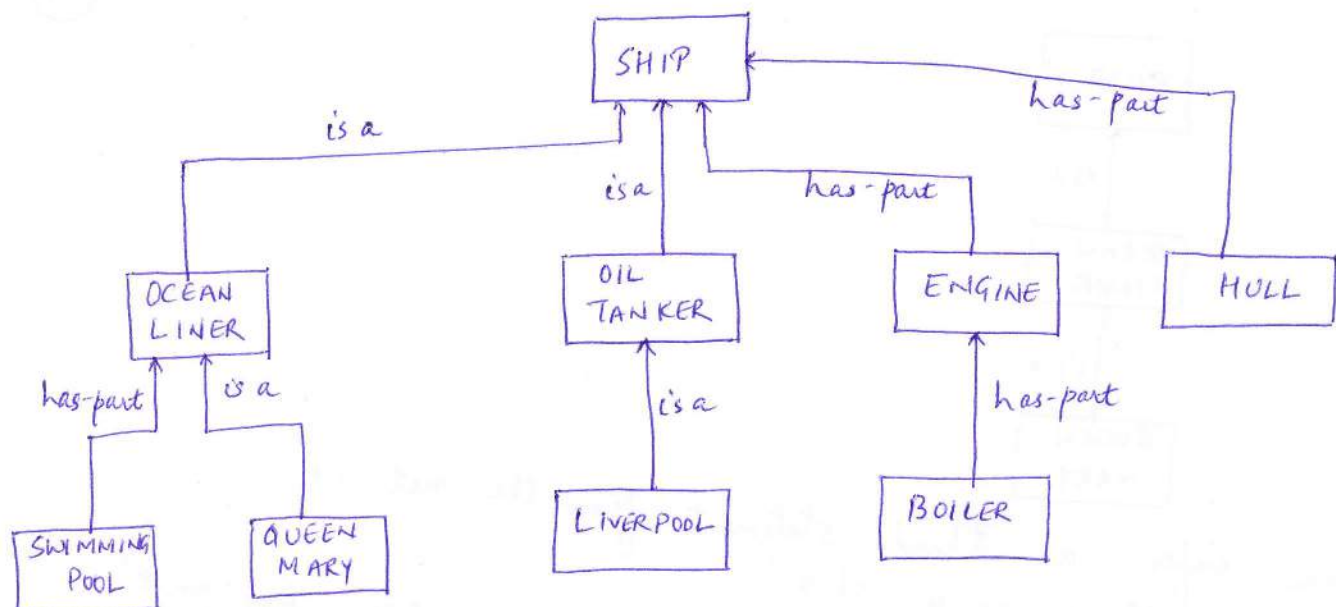 SHIP
has-part
is a
is a
has-part
OCEAN
LINER
OIL
TANKER
ENGINE
HULL
has-part
is a
is a
has-part
SWIMMING
POOL
QUEEN
MARY
LIVERPOOL
BOILER